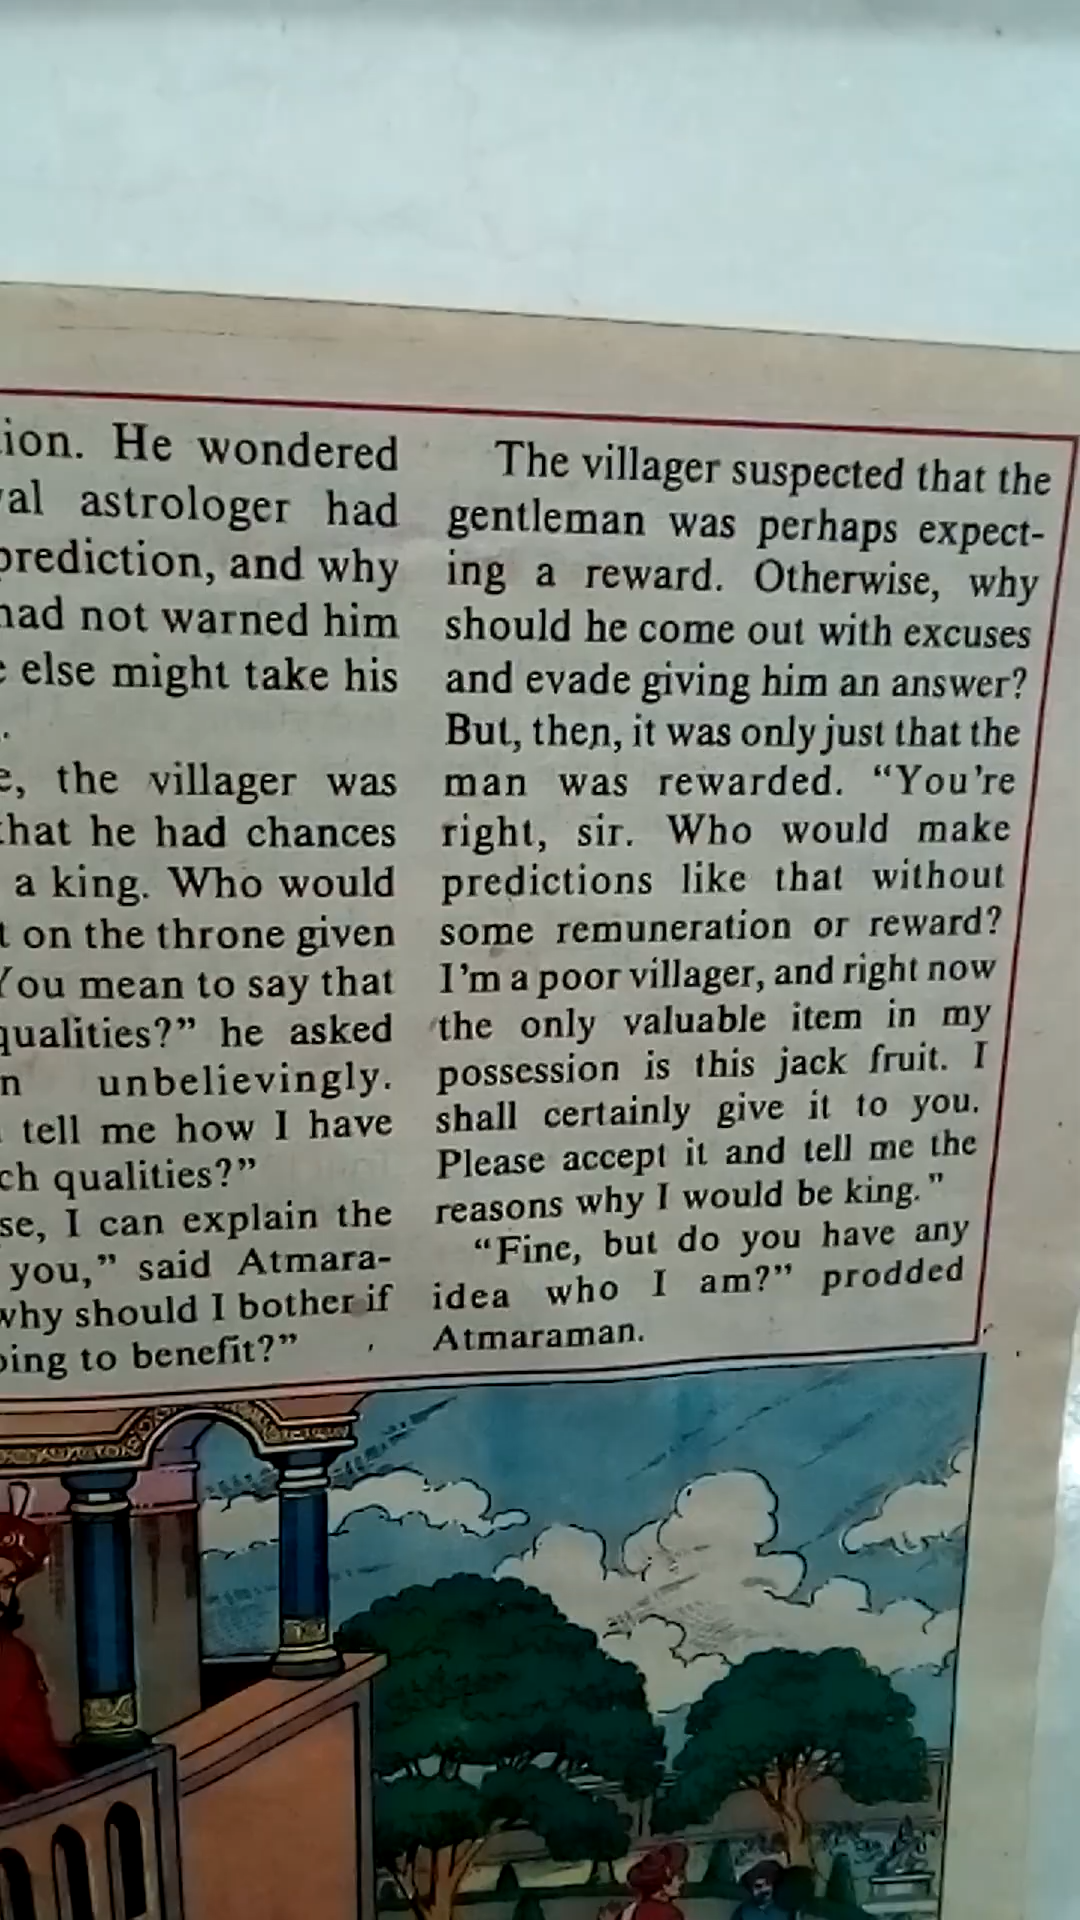 He wondered
astrologer had
prediction, and why
had not warned him
else might take his
the villager was
that he had chances
a king. Who would
on the throne given
You mean to say that
qualities?” he asked
unbelievingly.
tell me how I have
qualities?”
I can explain the
you,” said Atmara-
why should I bother if
to benefit?”
The villager suspected that the
gentleman was perhaps expect-
ing a reward. Otherwise, why
should he come out with excuses
and evade giving him an answer?
But, then, it was only just that the
man was rewarded. “You’re
right, sir. Who would make
predictions like that without
some remuneration or reward?
I’m a poor villager, and right now
the only valuable item in my
possession is this jack fruit. I
shall certainly give it to you.
Please accept it and tell me the
reasons why I would be king.”
“Fine, but do you have any
idea who I am?” prodded
Atmaraman.